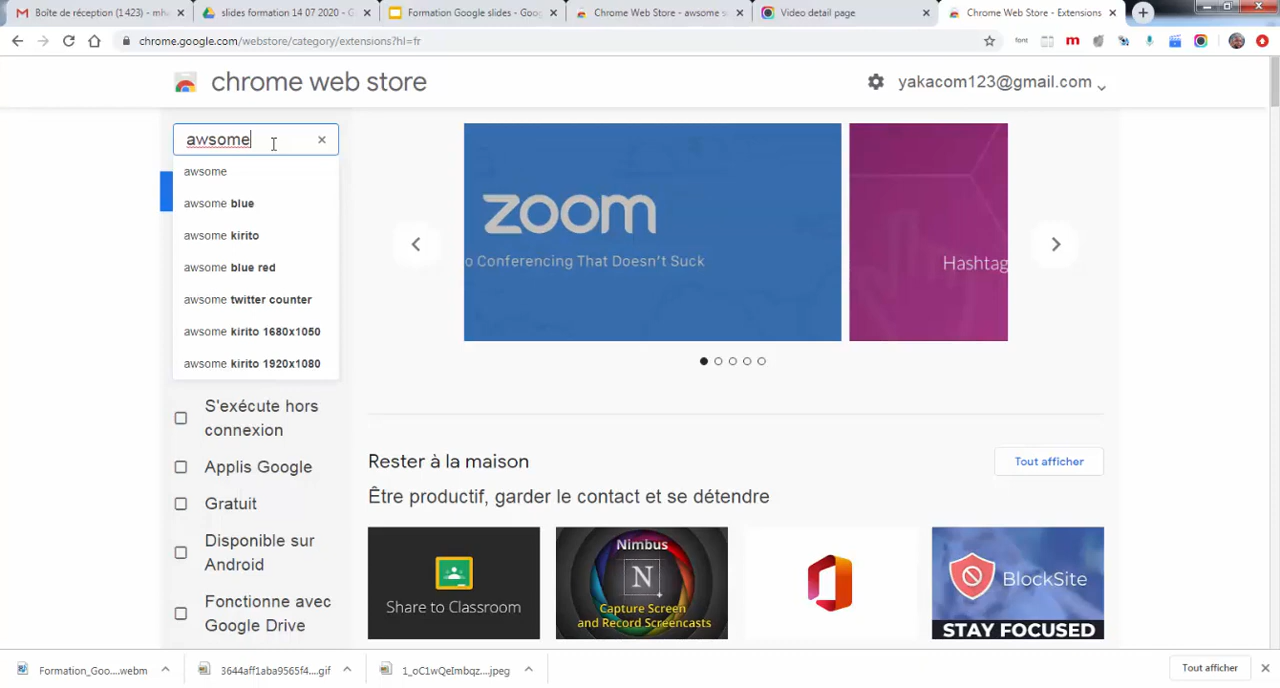 Boîte de réception (1 423) - mh
slides formation 14 07 2020 - G
Formation Google slides - Goog
Chrome Web Store - awsome s
Video detail page
Chrome Web Store - Extensions
chrome.google.com/webstore/category/extensions?hl=fr
font
m
chrome web store
yakacom123@gmail.com
awsome
awsome
awsome blue
awsome kirito
awsome blue red
awsome twitter counter
awsome kirito 1680x1050
awsome kirito 1920x1080
zoom
o Conferencing That Doesn't Suck
Hashtag
S'exécute hors
connexion
Applis Google
Gratuit
Disponible sur
Android
Fonctionne avec
Google Drive
Rester à la maison
Tout afficher
Être productif, garder le contact et se détendre
Share to Classroom
Nimbus
N
Capture Screen
and Record Screencasts
BlockSite
STAY FOCUSED
Formation_Goo....webm
3644aff1aba9565f4....gif
1_oC1wQeImbqz....jpeg
Tout afficher